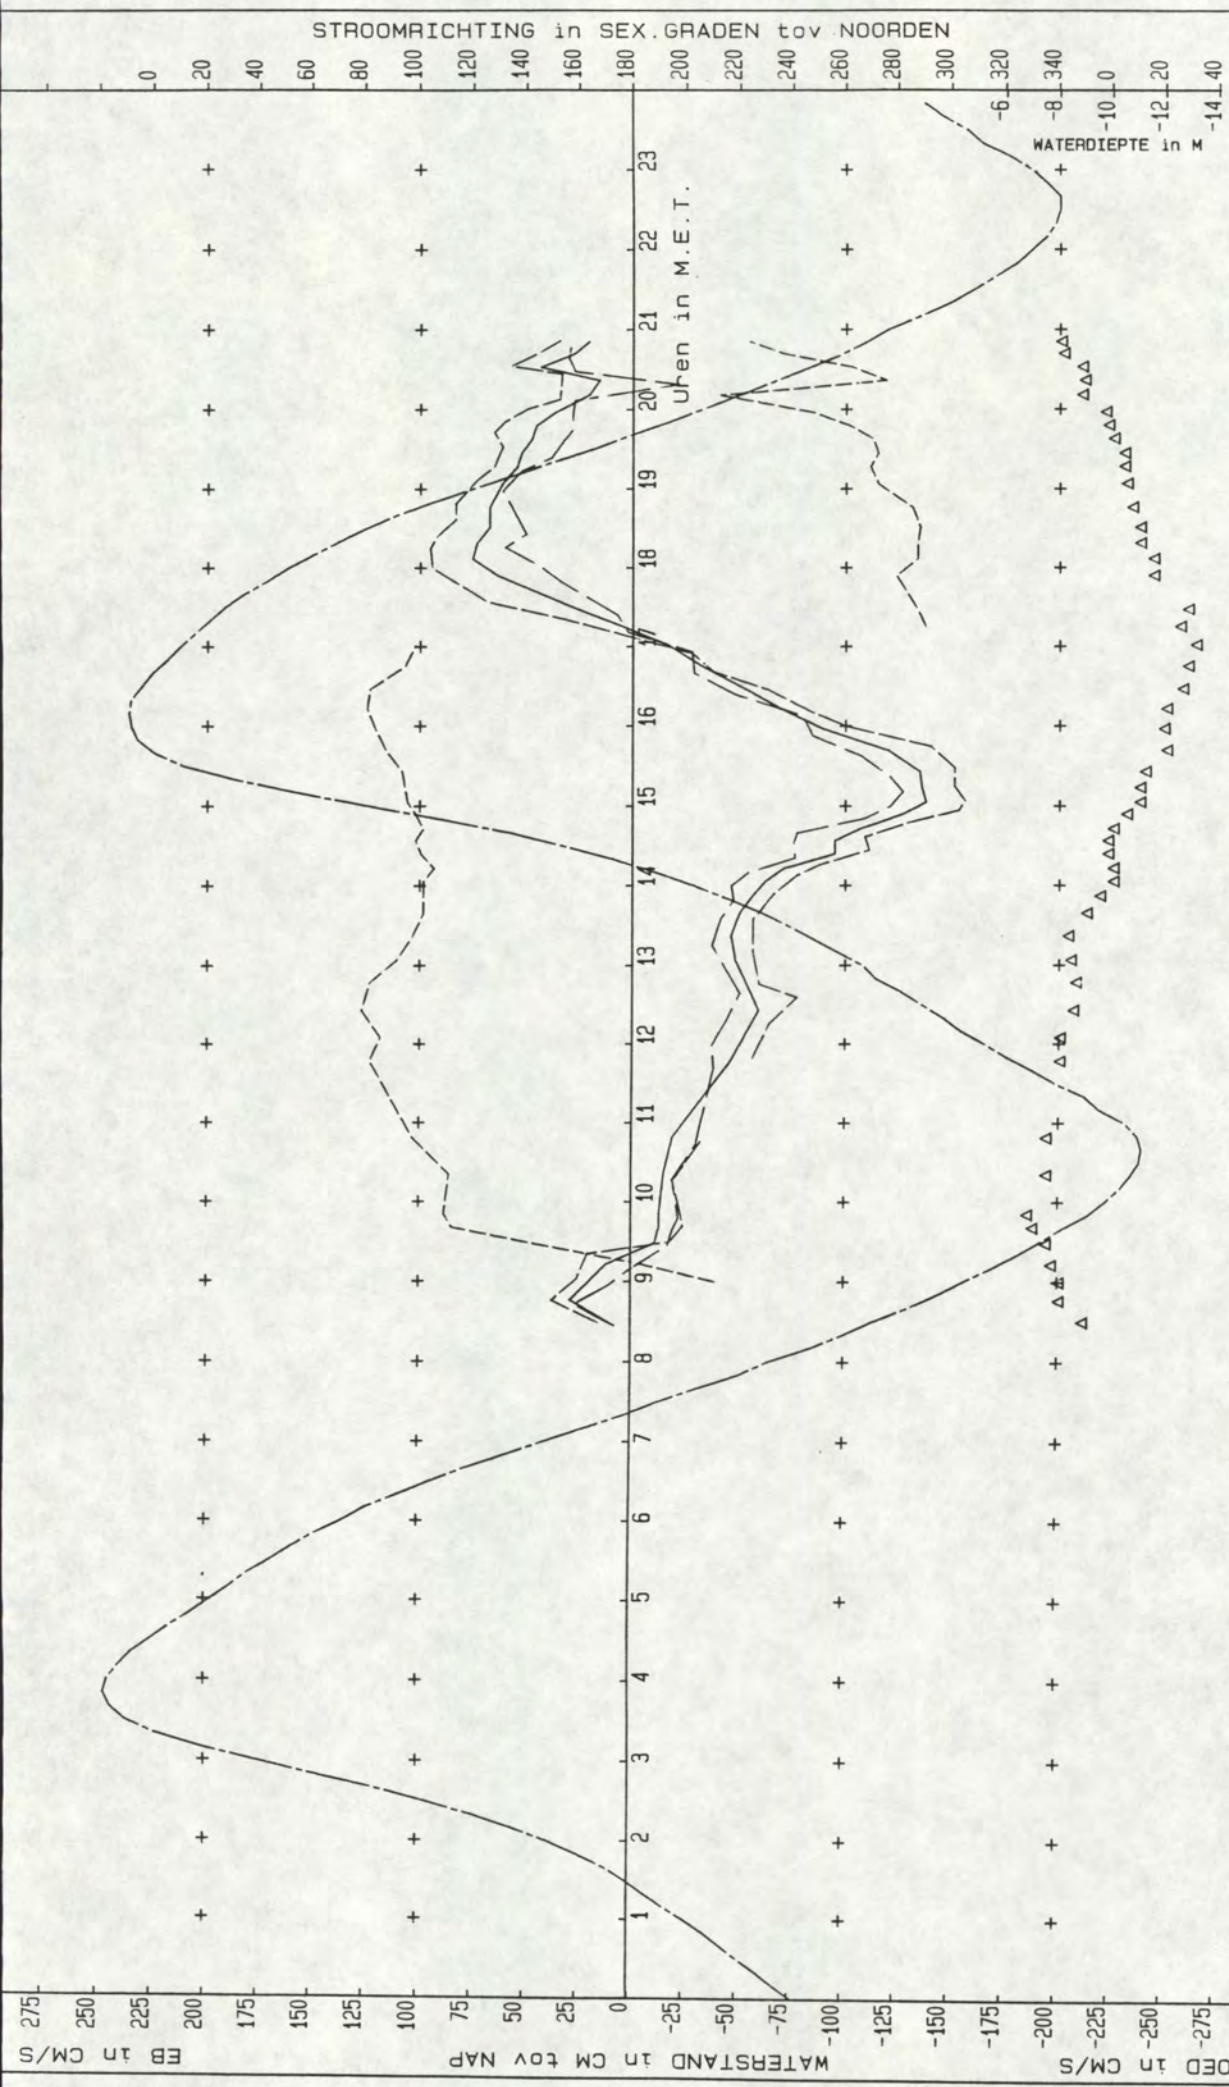 STROOMRICHTING in SEX.GRADEN tov NOORDEN
0 20 40 60 80 100 120 140 160 180 200 220 240 260 280 300 320 340 0 20 40
-6 -8 -10 -12 -14
WATERDIEPTE in M
Uren in M.E.T.
1 2 3 4 5 6 7 8 9 10 11 12 13 14 15 16 17 18 19 20 21 22 23
275 250 225 200 175 150 125 100 75 50 25 0 -25 -50 -75 -100 -125 -150 -175 -200 -225 -250 -275
EB in CM/S
WATERSTAND in CM tov NAP
OED in CM/S